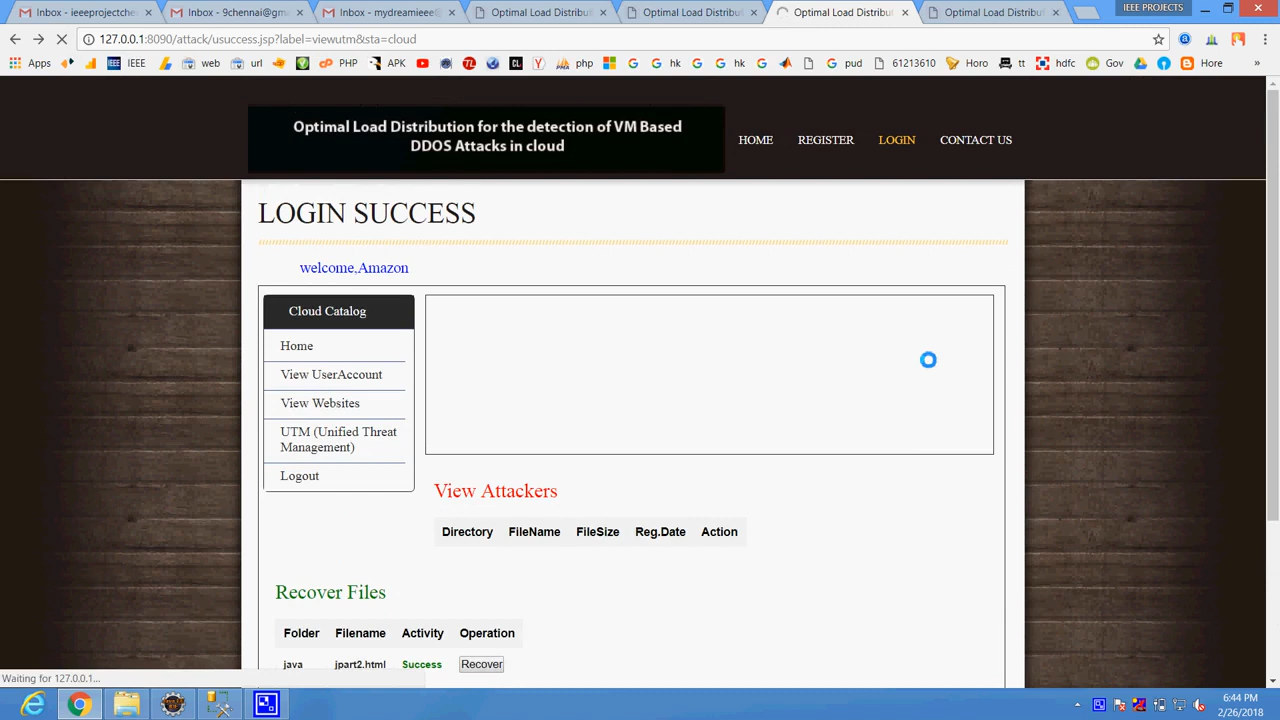 Inbox - ieeeprojectche
Inbox - 9chennai@gma
Inbox - mydreamieee@
Optimal Load Distribut
Optimal Load Distribut
Optimal Load Distribut
Optimal Load Distribut
IEEE PROJECTS
127.0.0.1:8090/attack/usuccess.jsp?label=viewutm&sta=cloud
Apps
IEEE
web
url
PHP
APK
TL
CL
php
hk
hk
pud
61213610
Horo
tt
hdfc
Gov
Hore
»
Optimal Load Distribution for the detection of VM Based
DDOS Attacks in cloud
HOME
REGISTER
LOGIN
CONTACT US
LOGIN SUCCESS
welcome,Amazon
Cloud Catalog
Home
View UserAccount
View Websites
UTM (Unified Threat
Management)
Logout
View Attackers
Directory FileName FileSize Reg.Date Action
Recover Files
Folder Filename Activity Operation
java jpart2.html Success Recover
Waiting for 127.0.0.1...
6:44 PM
2/26/2018